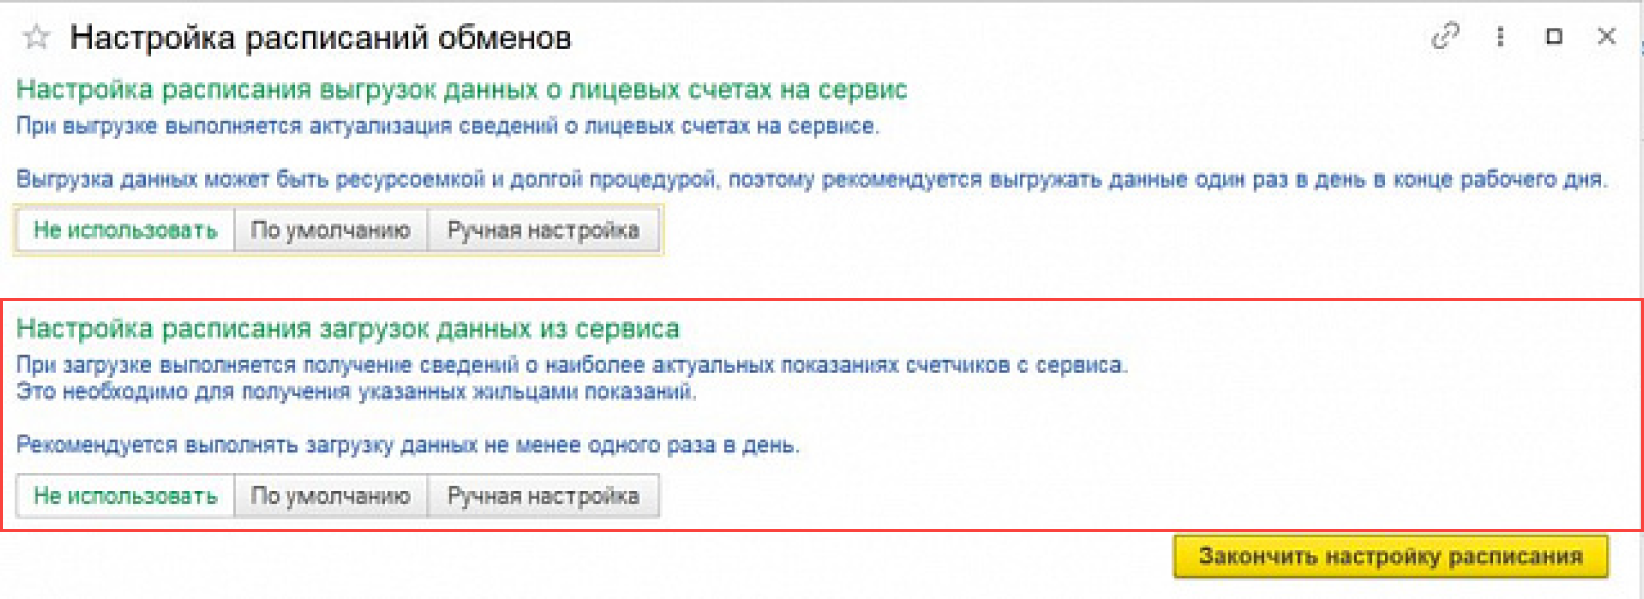 Настройка расписаний обменов
Настройка расписания выгрузок данных о лицевых счетах на сервис
При выгрузке выполняется актуализация сведений о лицевых счетах на сервисе.
Выгрузка данных может быть ресурсоемкой и долгой процедурой, поэтому рекомендуется выгружать данные один раз в день в конце рабочего дня.
Не использовать По умолчанию Ручная настройка
Настройка расписания загрузок данных из сервиса
При загрузке выполняется получение сведений о наиболее актуальных показаниях счетчиков с сервиса.
Это необходимо для получения указанных жильцами показаний.
Рекомендуется выполнять загрузку данных не менее одного раза в день.
Не использовать По умолчанию Ручная настройка
Закончить настройку расписания